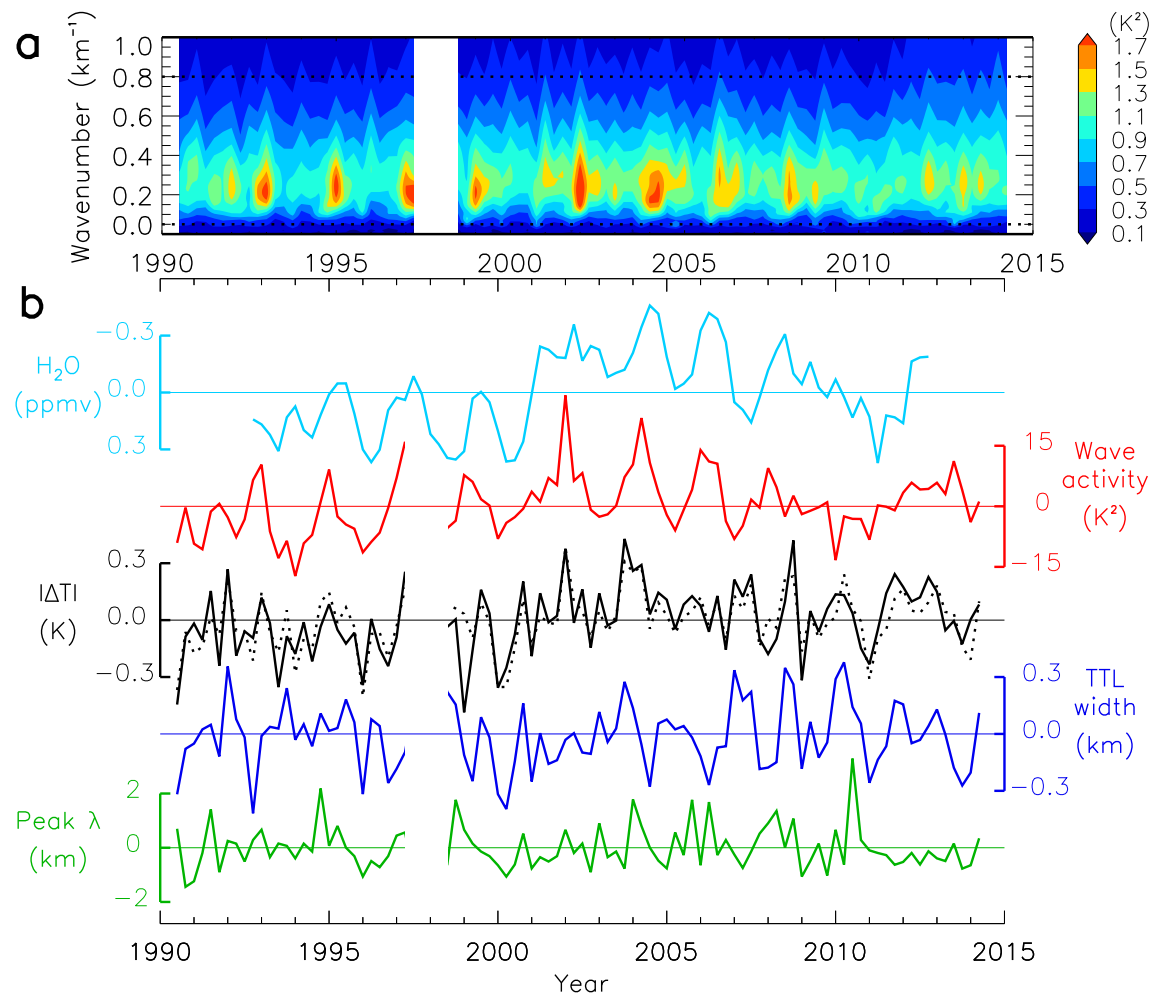 a
(K²)
Wavenumber (km⁻¹)
1.0
0.8
0.6
0.4
0.2
0.0
1.7
1.5
1.3
1.1
0.9
0.7
0.5
0.3
0.1
1990 1995 2000 2005 2010 2015
b
H₂O
(ppmv)
−0.3
0.0
0.3
Wave
activity
(K²)
15
0
−15
IΔTI
(K)
0.3
0.0
−0.3
TTL
width
(km)
0.3
0.0
−0.3
Peak λ
(km)
2
0
−2
1990 1995 2000 2005 2010 2015
Year